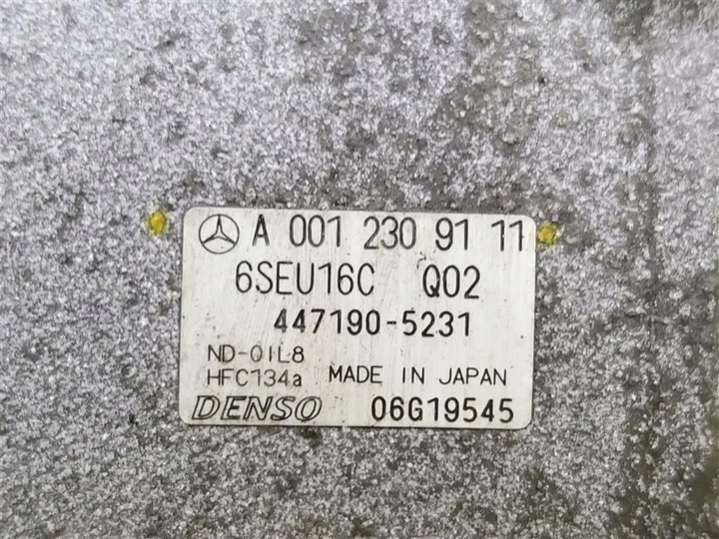 A 001 230 91 11
6SEU16C Q02
447190-5231
ND-OIL8
HFC134a MADE IN JAPAN
DENSO 06G19545